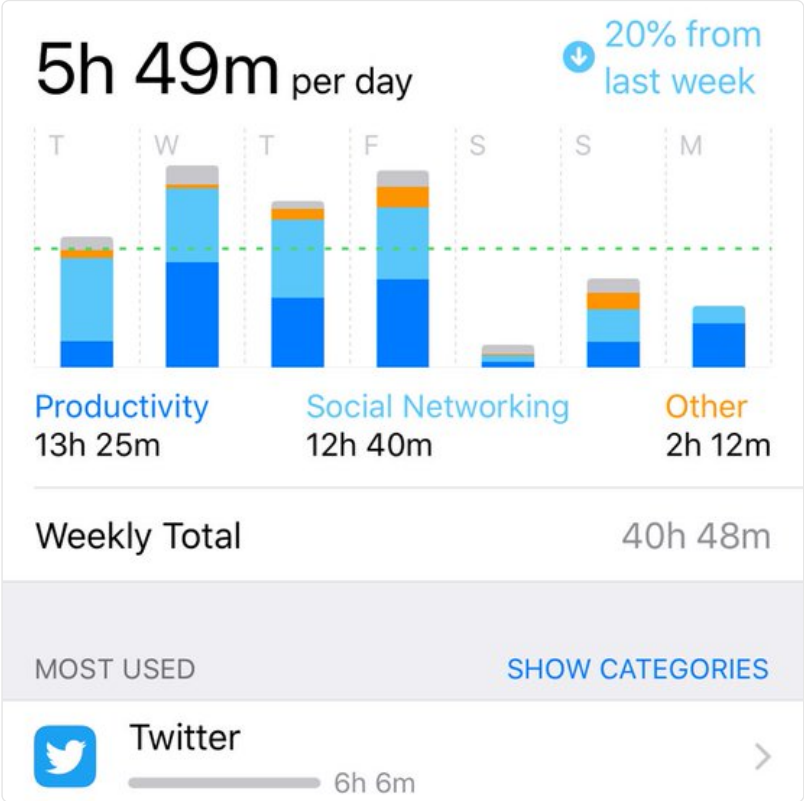 5h 49m per day
20% from
last week
T W T F S S M
Productivity Social Networking Other
13h 25m 12h 40m 2h 12m
Weekly Total 40h 48m
MOST USED SHOW CATEGORIES
Twitter
6h 6m